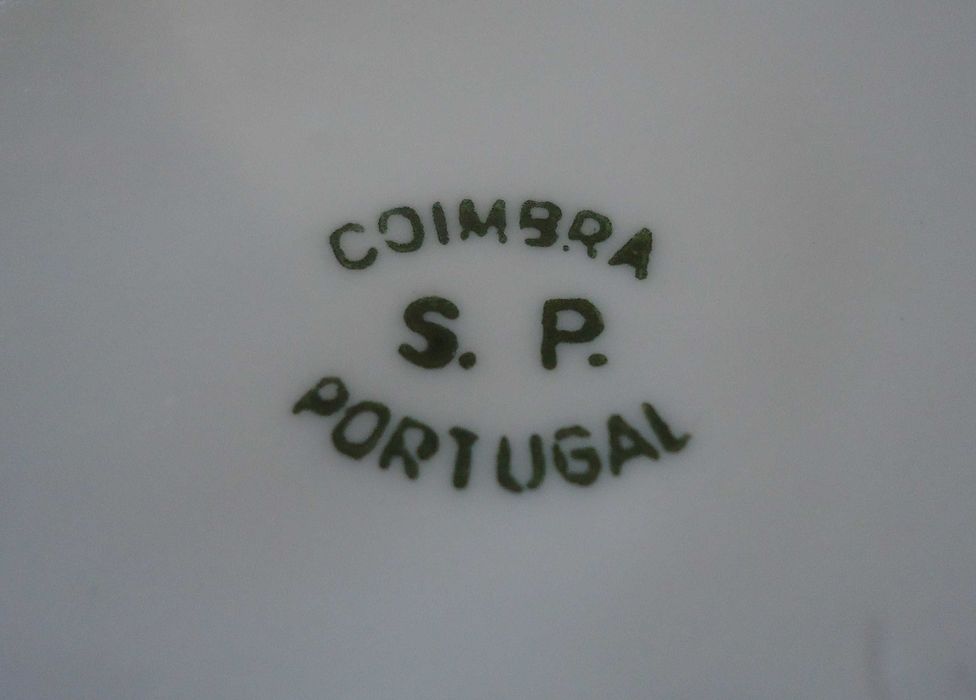 COIMBRA
S. P.
PORTUGAL